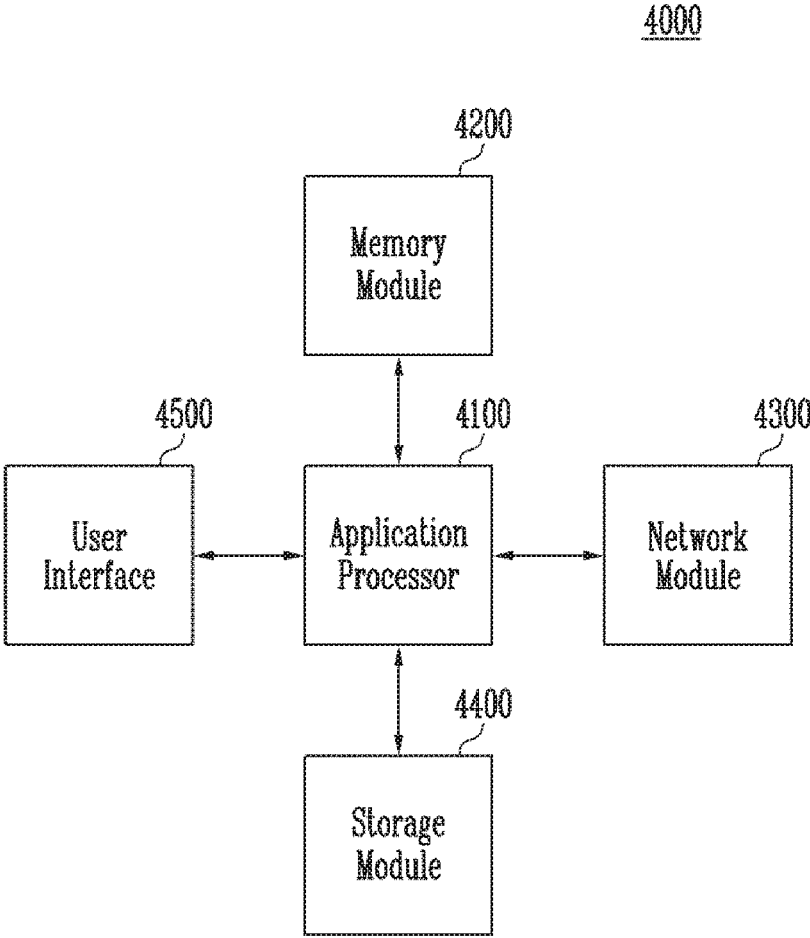 4000
4200
Memory
Module
4500
4100
4300
User
Interface
Application
Processor
Network
Module
4400
Storage
Module